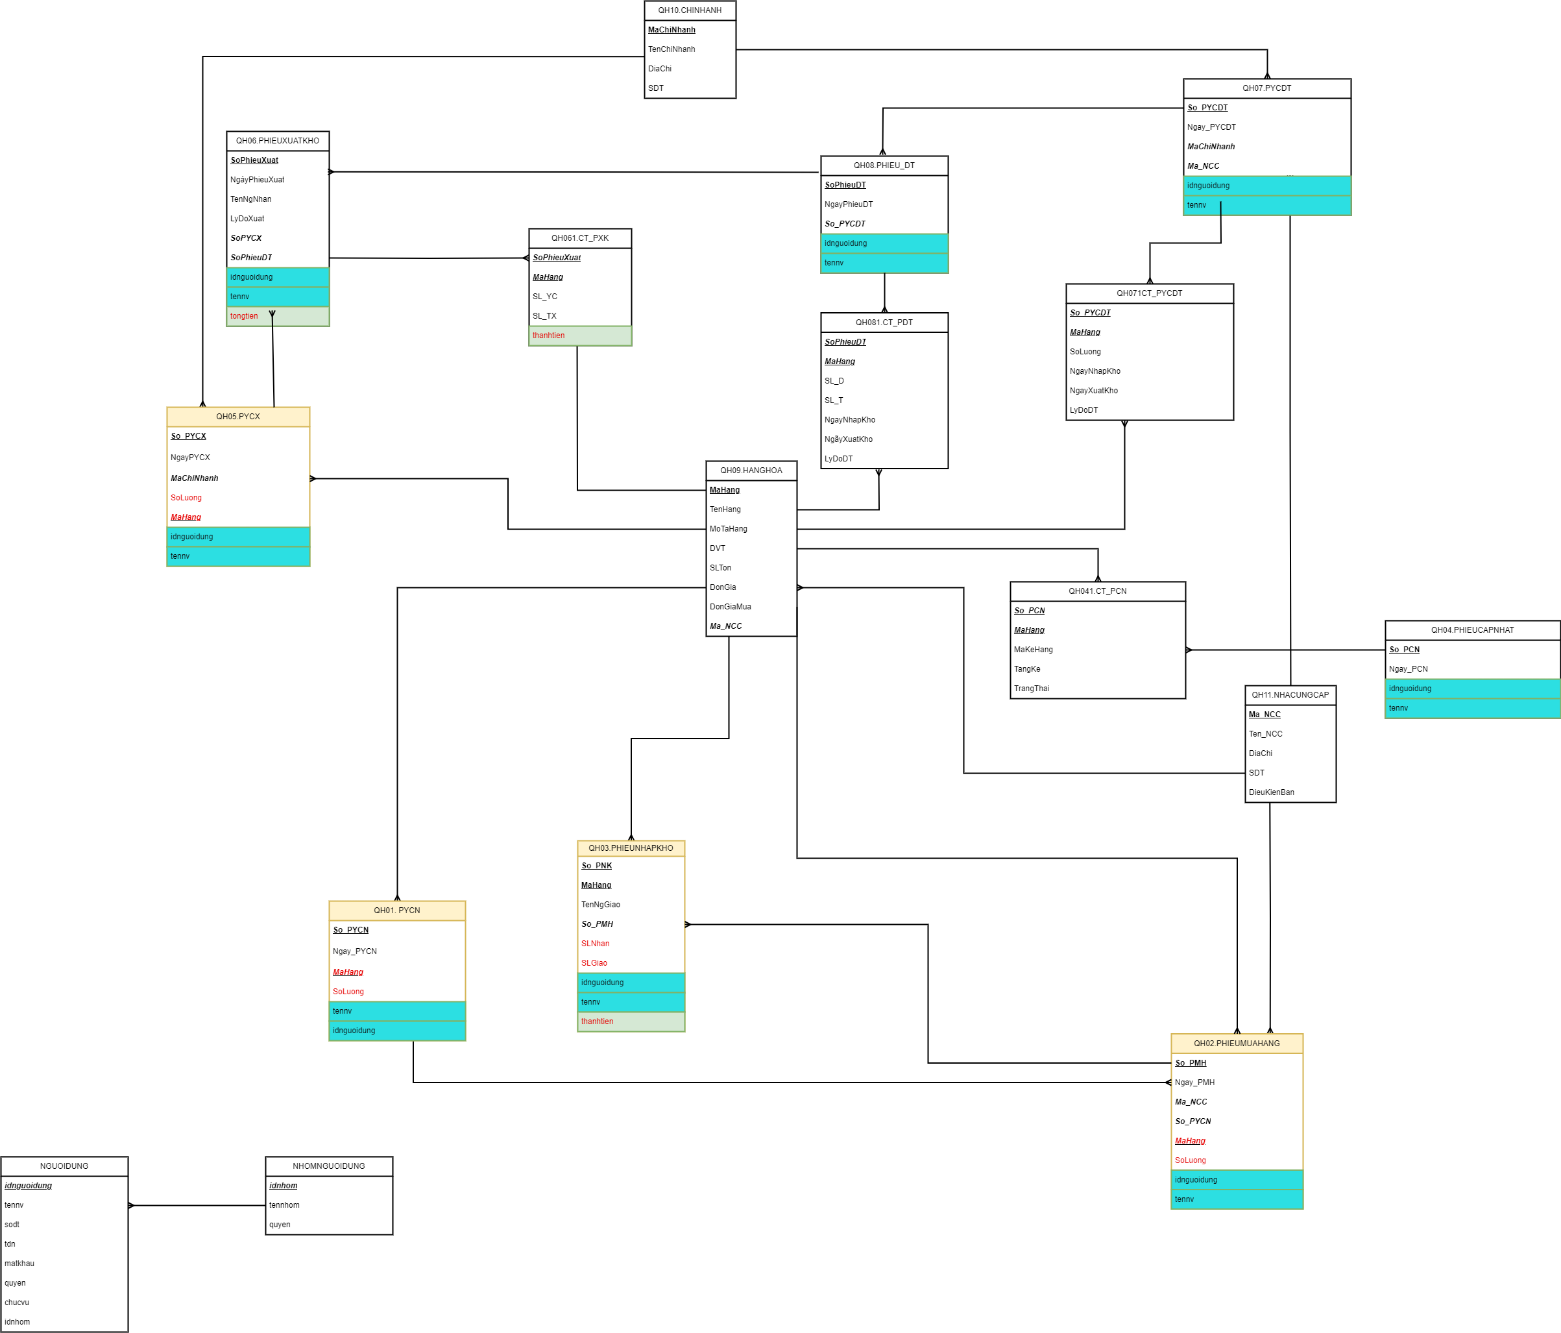 QH10.CHINHANH
MaChiNhanh
TenChiNhanh
DiaChi
SDT
QH07.PYCDT
So_PYCDT
Ngay_PYCDT
MaChiNhanh
Ma_NCC
idnguoidung
tennv
QH06.PHIEUXUATKHO
SoPhieuXuat
NgàyPhieuXuat
TenNgNhan
LyDoXuat
SoPYCX
SoPhieuDT
idnguoidung
tennv
tongtien
QH08.PHIEU_DT
SoPhieuDT
NgayPhieuDT
So_PYCDT
idnguoidung
tennv
QH061.CT_PXK
SoPhieuXuat
MaHang
SL_YC
SL_TX
thanhtien
QH071CT_PYCDT
So_PYCDT
MaHang
SoLuong
NgayNhapKho
NgayXuatKho
LyDoDT
QH081.CT_PDT
SoPhieuDT
MaHang
SL_D
SL_T
NgayNhapKho
NgãyXuatKho
LyDoDT
QH05.PYCX
So_PYCX
NgayPYCX
MaChiNhanh
SoLuong
MaHang
idnguoidung
tennv
QH09.HANGHOA
MaHang
TenHang
MoTaHang
DVT
SLTon
DonGia
DonGiaMua
Ma_NCC
QH041.CT_PCN
So_PCN
MaHang
MaKeHang
TangKe
TrangThai
QH04.PHIEUCAPNHAT
So_PCN
Ngay_PCN
idnguoidung
tennv
QH11.NHACUNGCAP
Ma_NCC
Ten_NCC
DiaChi
SDT
DieuKienBan
QH03.PHIEUNHAPKHO
So_PNK
MaHang
TenNgGiao
So_PMH
SLNhan
SLGiao
idnguoidung
tennv
thanhtien
QH01. PYCN
So_PYCN
Ngay_PYCN
MaHang
SoLuong
tennv
idnguoidung
QH02.PHIEUMUAHANG
So_PMH
Ngay_PMH
Ma_NCC
So_PYCN
MaHang
SoLuong
idnguoidung
tennv
NGUOIDUNG
idnguoidung
tennv
sodt
tdn
matkhau
quyen
chucvu
idnhom
NHOMNGUOIDUNG
idnhom
tennhom
quyen